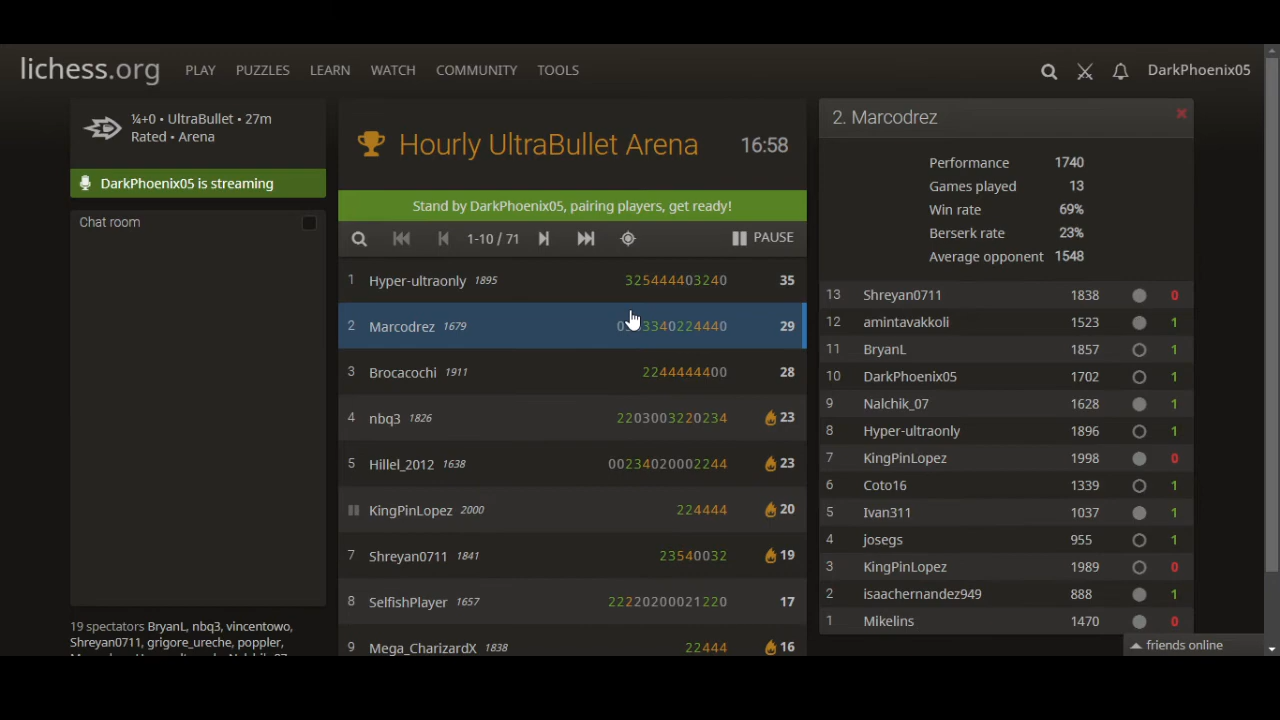 lichess.org
PLAY PUZZLES LEARN WATCH COMMUNITY TOOLS
DarkPhoenix05
¼+0 • UltraBullet • 27m
Rated • Arena
DarkPhoenix05 is streaming
Chat room
19 spectators BryanL, nbq3, vincentowo,
Shreyan0711, grigore_ureche, poppler,
Hourly UltraBullet Arena 16:58
Stand by DarkPhoenix05, pairing players, get ready!
1-10 / 71 PAUSE
1 Hyper-ultraonly 1895 325444403240 35
2 Marcodrez 1679 3340224440 29
3 Brocacochi 1911 2244444400 28
4 nbq3 1826 2203003220234 23
5 Hillel_2012 1638 00234020002244 23
KingPinLopez 2000 224444 20
7 Shreyan0711 1841 23540032 19
8 SelfishPlayer 1657 22220200021220 17
9 Mega_CharizardX 1838 22444 16
2. Marcodrez
Performance 1740
Games played 13
Win rate 69%
Berserk rate 23%
Average opponent 1548
13 Shreyan0711 1838 0
12 amintavakkoli 1523 1
11 BryanL 1857 1
10 DarkPhoenix05 1702 1
9 Nalchik_07 1628 1
8 Hyper-ultraonly 1896 1
7 KingPinLopez 1998 0
6 Coto16 1339 1
5 Ivan311 1037 1
4 josegs 955 1
3 KingPinLopez 1989 0
2 isaachernandez949 888 1
1 Mikelins 1470 0
friends online